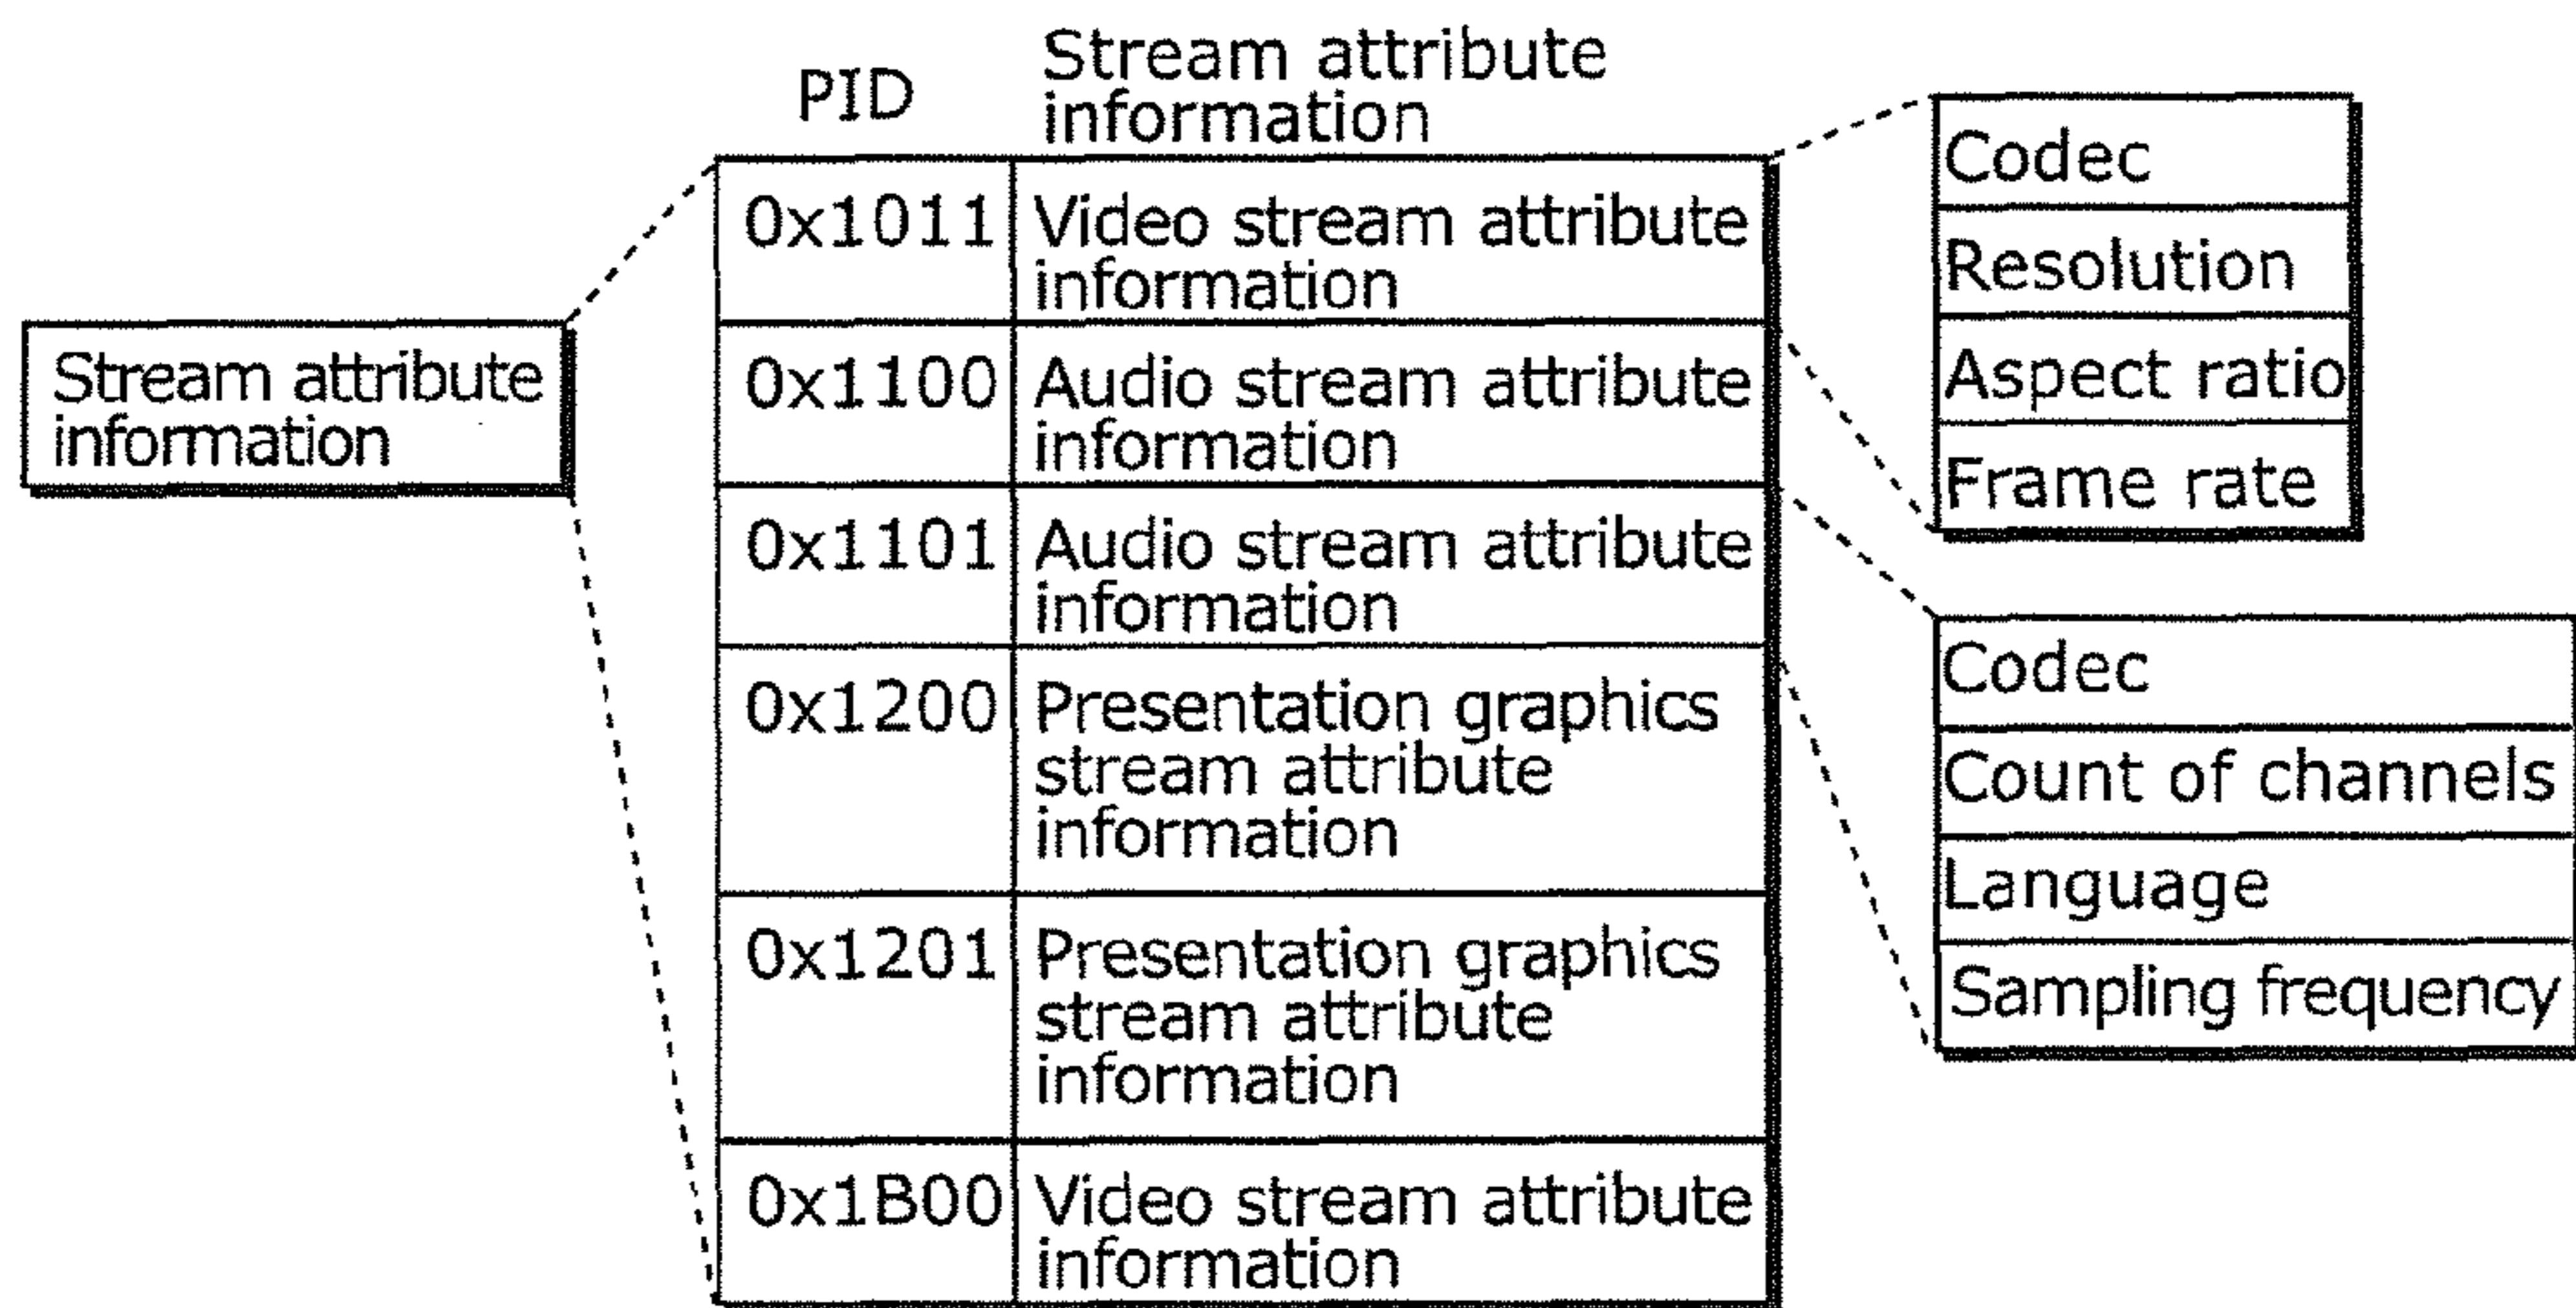 Stream attribute
information
PID
Stream attribute
information
0x1011
Video stream attribute
information
0x1100
Audio stream attribute
information
0x1101
Audio stream attribute
information
0x1200
Presentation graphics
stream attribute
information
0x1201
Presentation graphics
stream attribute
information
0x1B00
Video stream attribute
information
Codec
Resolution
Aspect ratio
Frame rate
Codec
Count of channels
Language
Sampling frequency